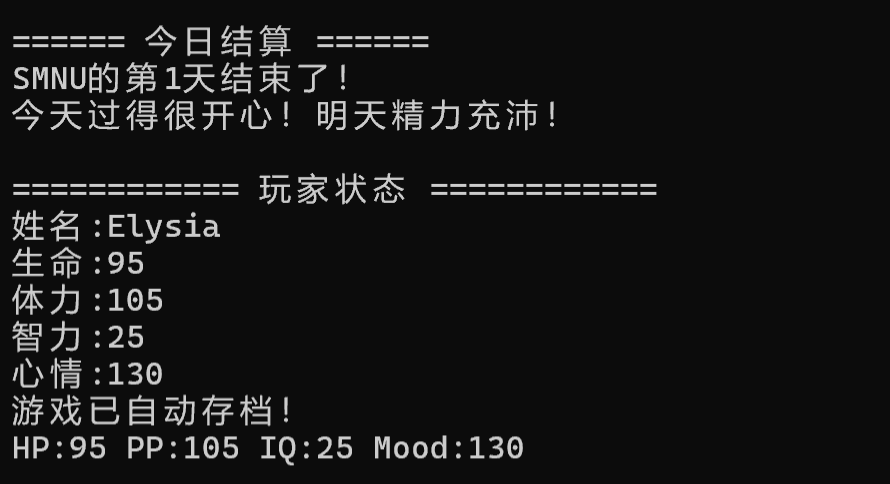 ====== 今日结算 ======
SMNU的第1天结束了!
今天过得很开心! 明天精力充沛!
============ 玩家状态 ============
姓名:Elysia
生命:95
体力:105
智力:25
心情:130
游戏已自动存档!
HP:95 PP:105 IQ:25 Mood:130